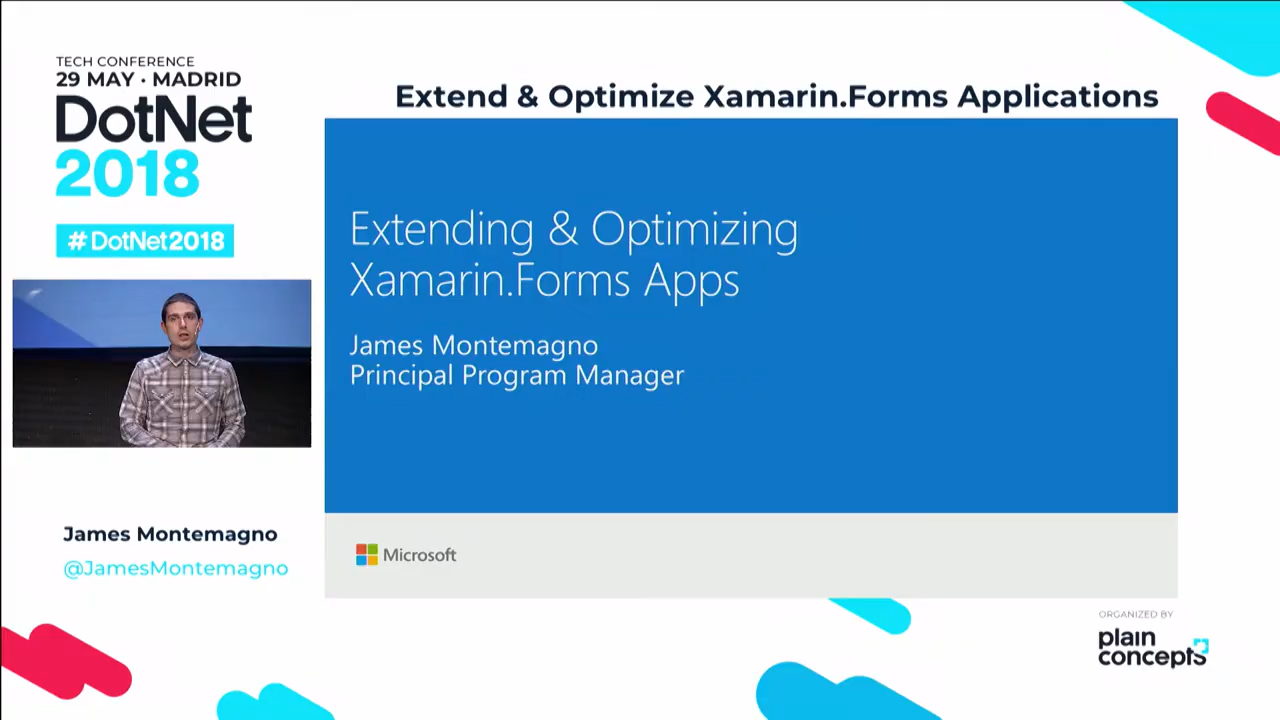 TECH CONFERENCE
29 MAY · MADRID
DotNet
2018
#DotNet2018
Extend & Optimize Xamarin.Forms Applications
Extending & Optimizing
Xamarin.Forms Apps
James Montemagno
Principal Program Manager
Microsoft
James Montemagno
@JamesMontemagno
ORGANIZED BY
plain
concepts